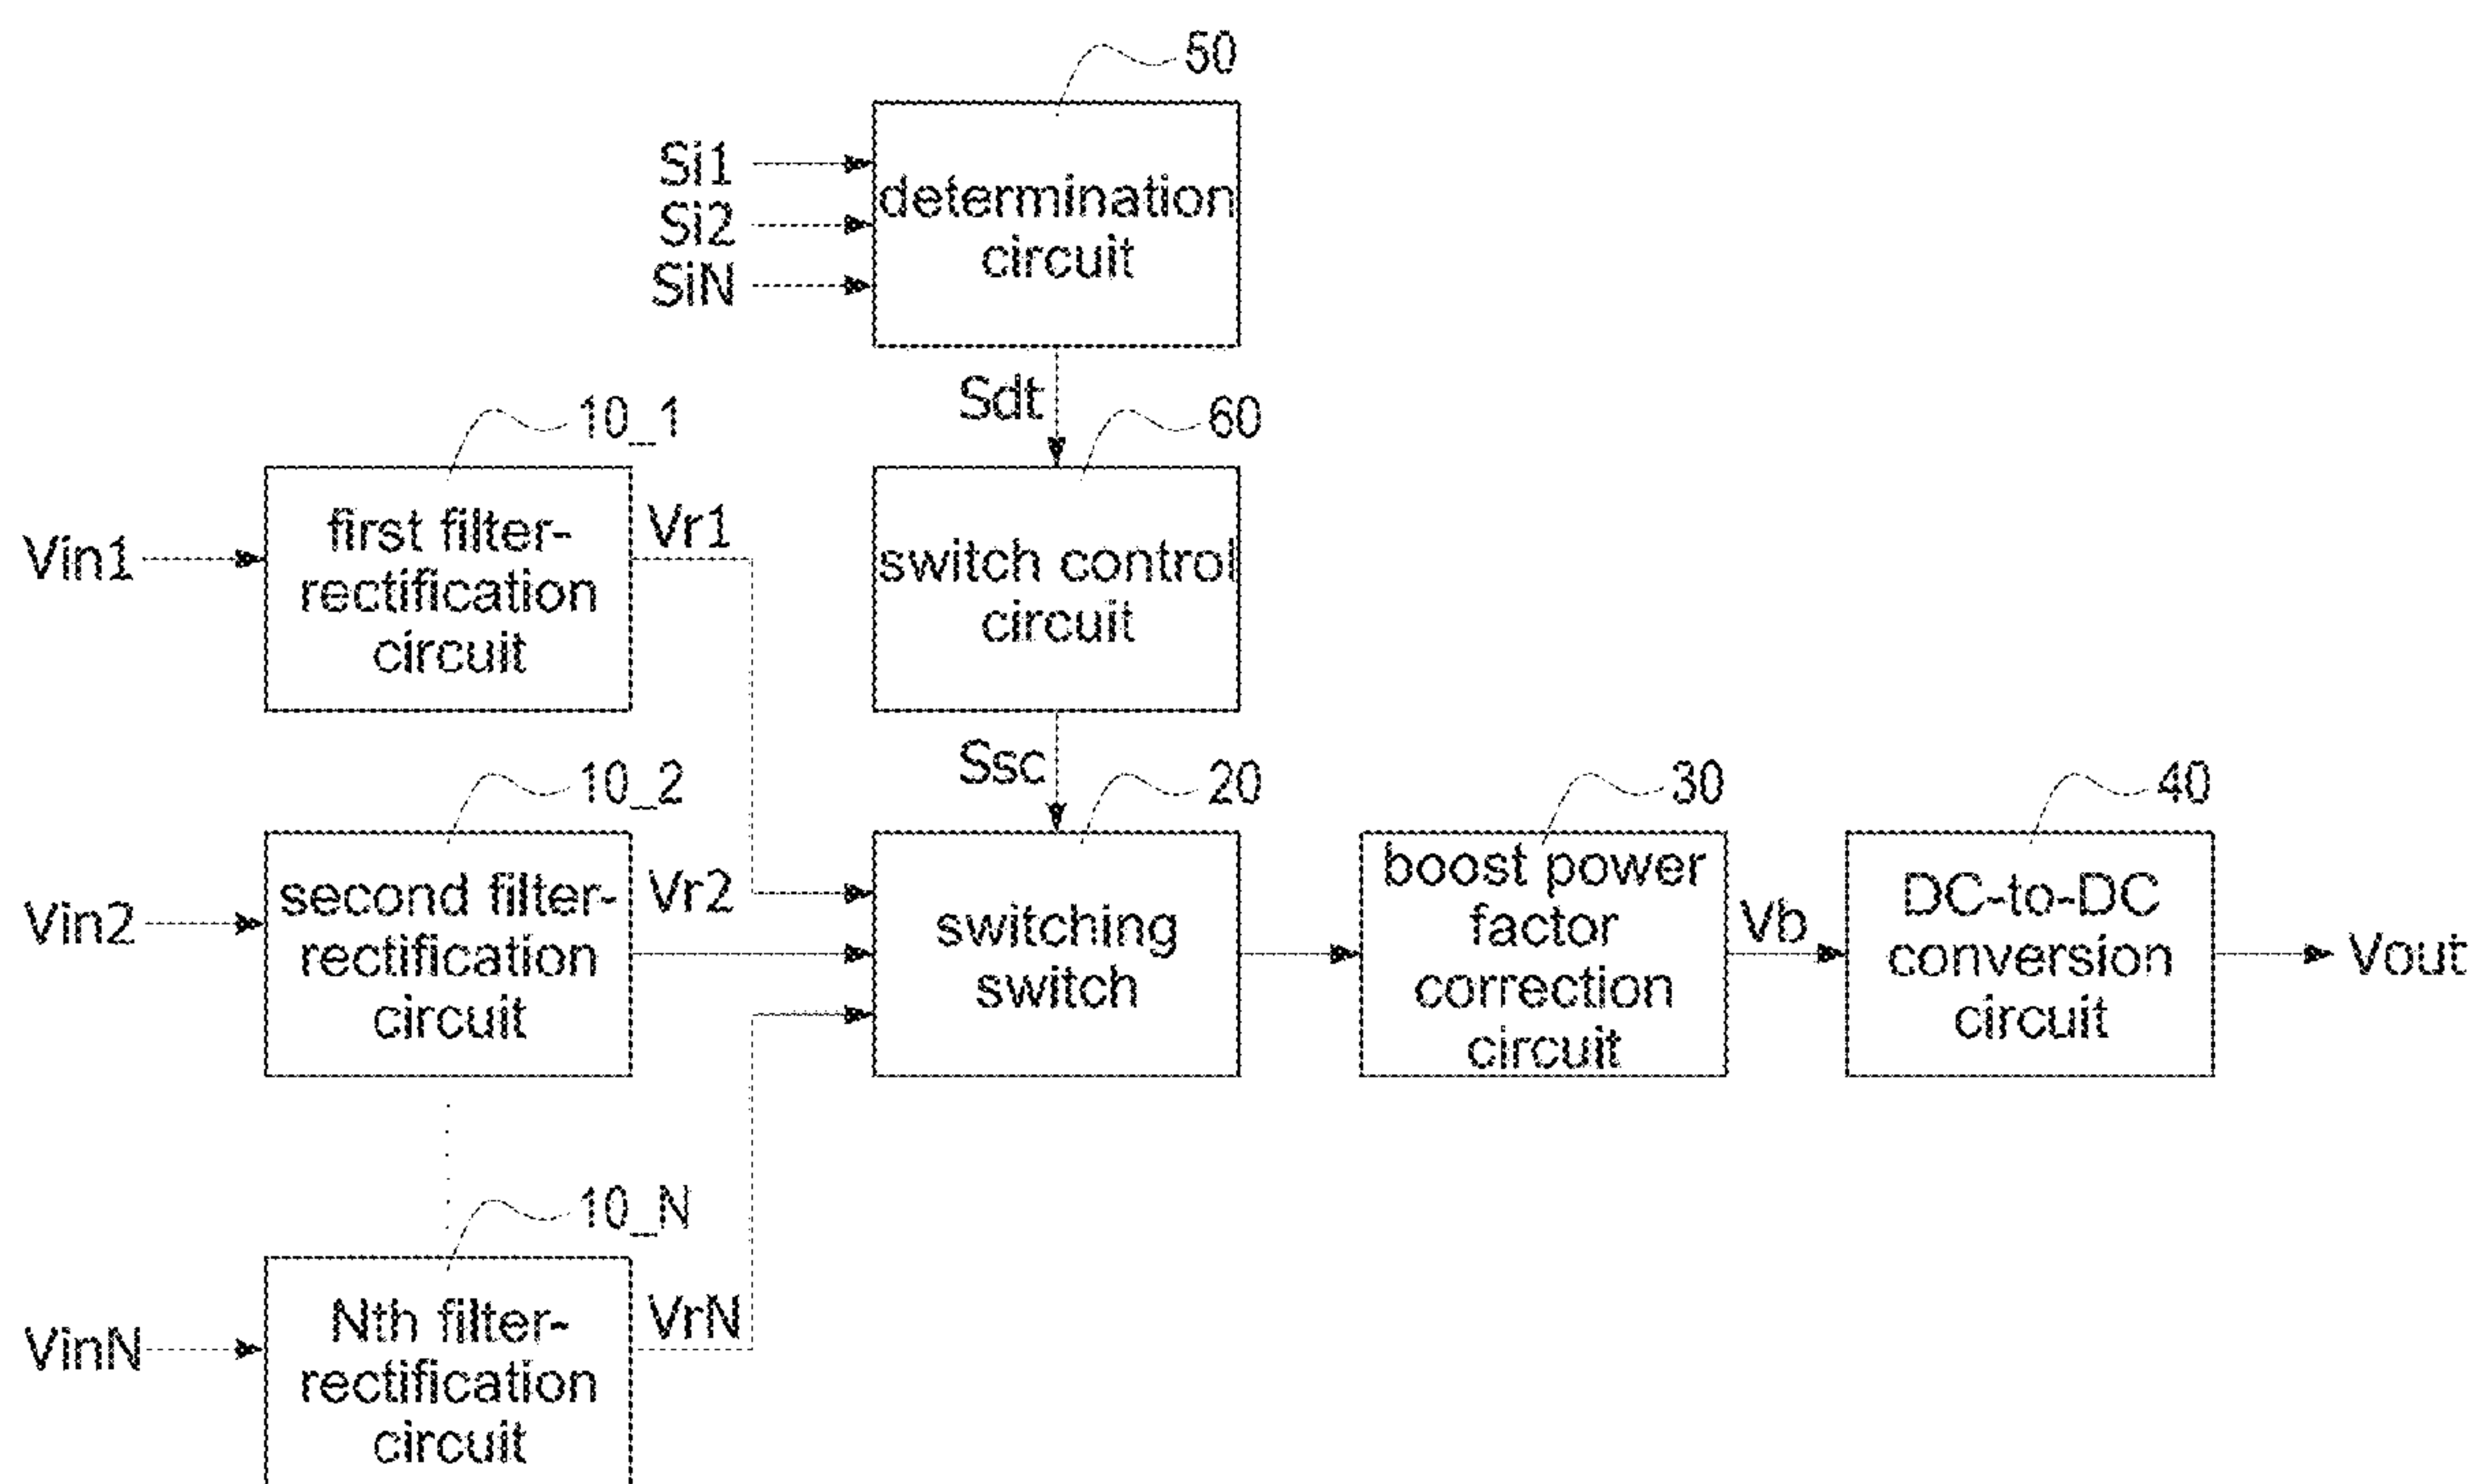 50
Si1
Si2
SiN
determination
circuit
Sdt
60
10_1
Vin1
first filter-
rectification
circuit
Vr1
switch control
circuit
Ssc
20
10_2
30
40
Vin2
second filter-
rectification
circuit
Vr2
switching
switch
boost power
factor
correction
circuit
Vb
DC-to-DC
conversion
circuit
Vout
10_N
VinN
Nth filter-
rectification
circuit
VrN